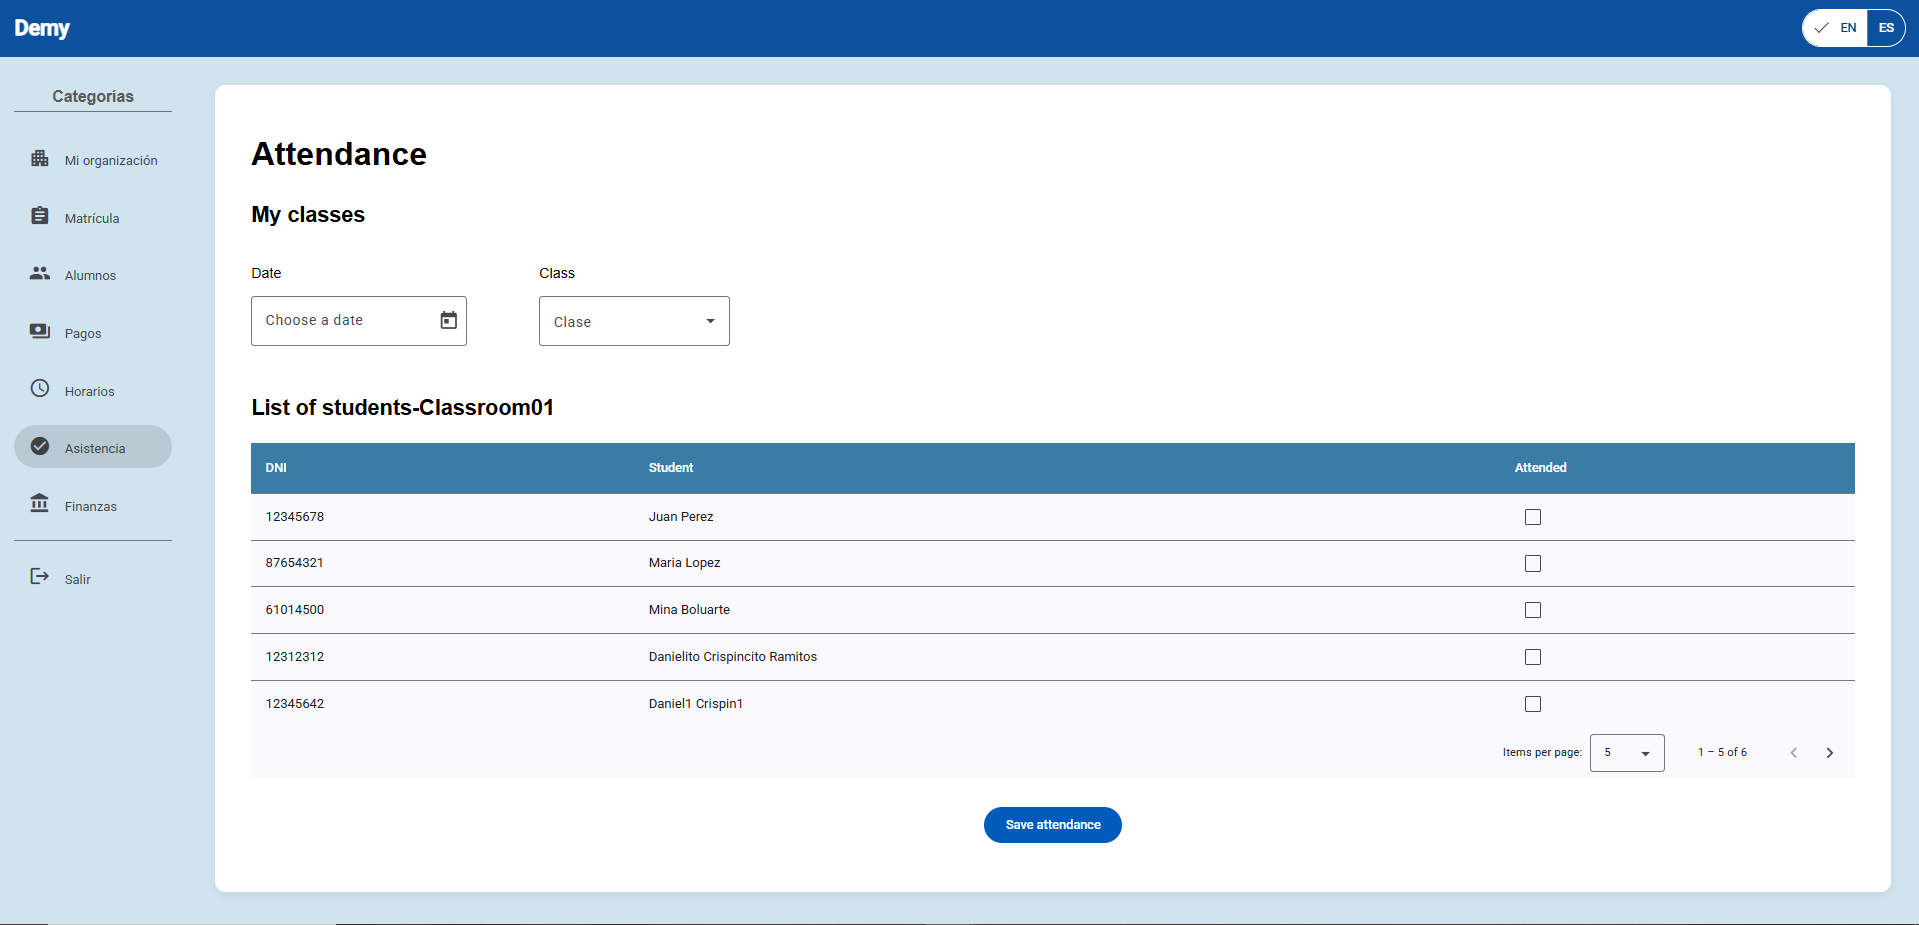 Demy
EN
ES
Categorías
Mi organización
Matrícula
Alumnos
Pagos
Horarios
Asistencia
Finanzas
Salir
Attendance
My classes
Date
Class
Choose a date
Clase
List of students-Classroom01
DNI Student Attended
12345678 Juan Perez
87654321 Maria Lopez
61014500 Mina Boluarte
12312312 Danielito Crispincito Ramitos
12345642 Daniel1 Crispin1
Items per page: 5 1 – 5 of 6
Save attendance